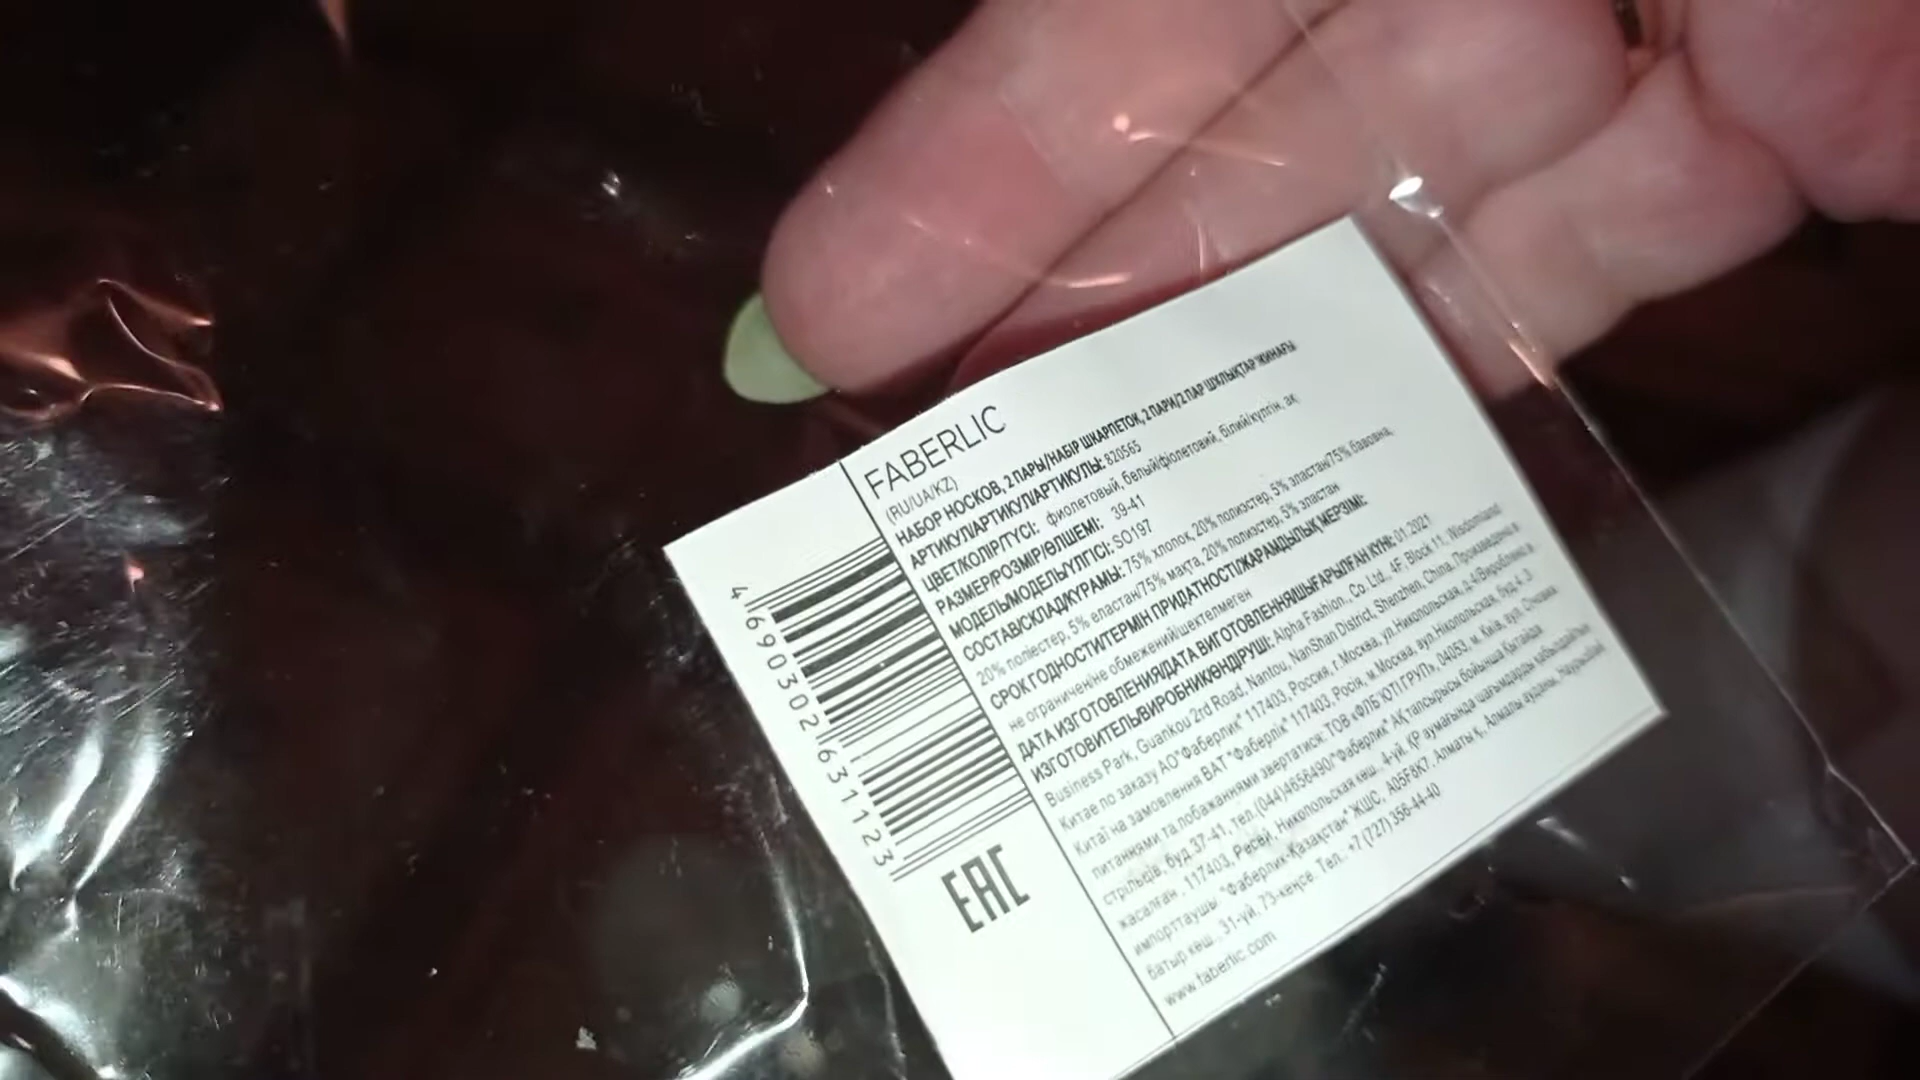 FABERLIC
(RU/UA/KZ)
НАБОР НОСКОВ, 2 ПАРЫ/НАБІР ШКАРПЕТОК, 2 ПАРИ/2 ПАР ШҰЛЫҚТАР ЖИНАҒЫ
АРТИКУЛ/АРТИКУЛ/АРТИКУЛЫ: 820565
ЦВЕТ/КОЛІР/ТҮСІ: фиолетовый, белый/фіолетовий, білий/күлгін, ақ
РАЗМЕР/РОЗМІР/ӨЛШЕМІ: 39-41
МОДЕЛЬ/МОДЕЛЬ/ҮЛГІСІ: SO197
СОСТАВ/СКЛАД/ҚҰРАМЫ: 75% хлопок, 20% полиэстер, 5% эластан/75% бавовна,
20% поліестер, 5% еластан/75% мақта, 20% полиэстер, 5% эластан
СРОК ГОДНОСТИ/ТЕРМІН ПРИДАТНОСТІ/ЖАРАМДЫЛЫҚ МЕРЗІМІ:
не ограничен/не обмежений/шектелмеген
ДАТА ИЗГОТОВЛЕНИЯ/ДАТА ВИГОТОВЛЕННЯ/ШЫҒАРЫЛҒАН КҮНІ: 01.2021
ИЗГОТОВИТЕЛЬ/ВИРОБНИК/ӨНДІРУШІ: Alpha Fashion., Co.Ltd., 4F, Block 11, Wisdomland
Business Park, Guankou 2rd Road, Nantou, NanShan District, Shenzhen, China.Произведено в
Китае по заказу АО"Фаберлик" 117403, Россия, г.Москва, ул.Никопольская, д.4/Вироблено в
Китаї на замовлення ВАТ "Фаберлік" 117403, Росія, м.Москва, вул.Нікопольська, буд.4.З
питаннями та побажаннями звертатися: ТОВ «ФЛБ'ЮТІ ГРУП», 04053, м. Київ, вул. Січових
стрільців, буд.37-41, тел.(044)4656490/"Фаберлик" АҚ тапсырысы бойынша Қытайда
жасалған. 117403, Ресей, Никопольская көш., 4-үй. ҚР аумағында шағымдарды қабылдайтын
импорттаушы: "Фаберлик-Қазақстан" ЖШС, A05F8K7, Алматы қ, Алмалы ауданы, Наурызбай
батыр көш., 31-үй, 73-кеңсе. Тел.: +7 (727) 356-44-40
www.faberlic.com
4 690302 631123
EAC